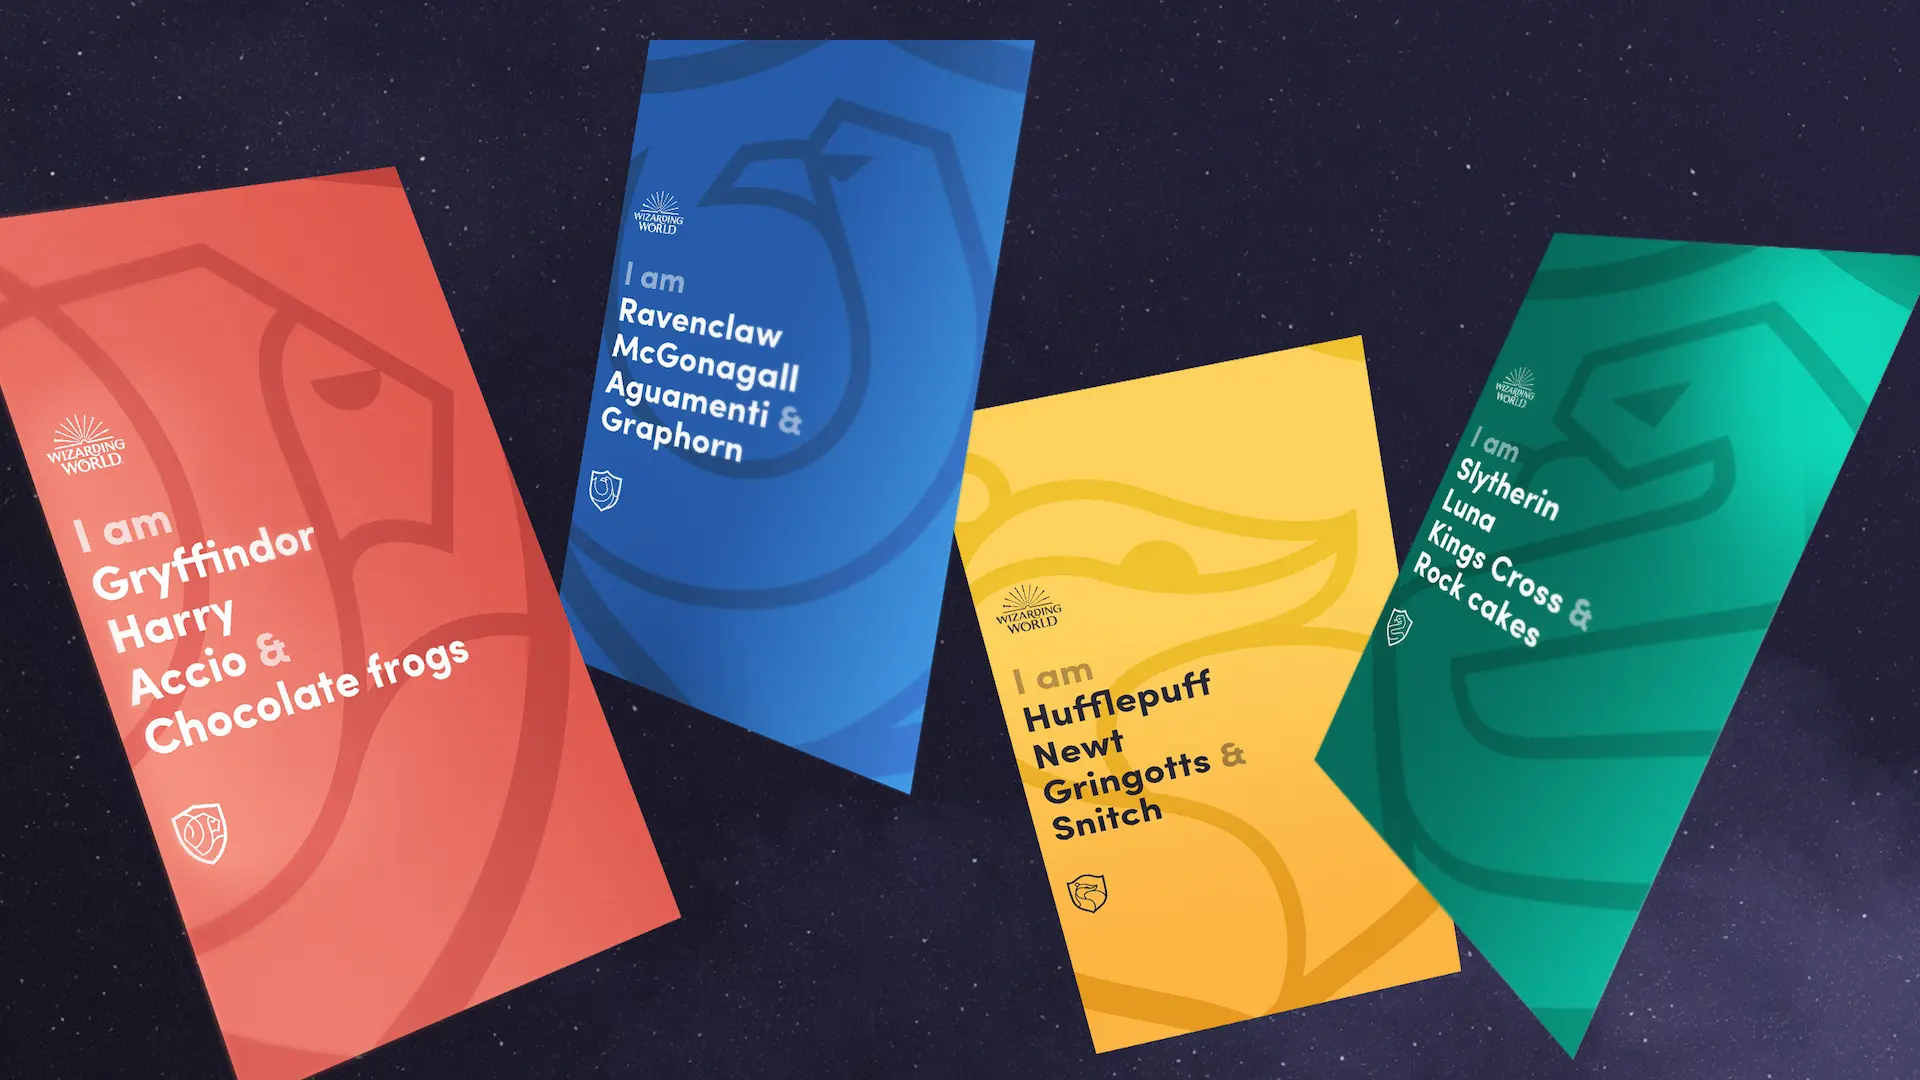 WIZARDING
WORLD
I am
Gryffindor
Harry
Accio &
Chocolate frogs
WIZARDING
WORLD
I am
Ravenclaw
McGonagall
Aguamenti &
Graphorn
WIZARDING
WORLD
I am
Hufflepuff
Newt
Gringotts &
Snitch
WIZARDING
WORLD
I am
Slytherin
Luna
Kings Cross &
Rock cakes